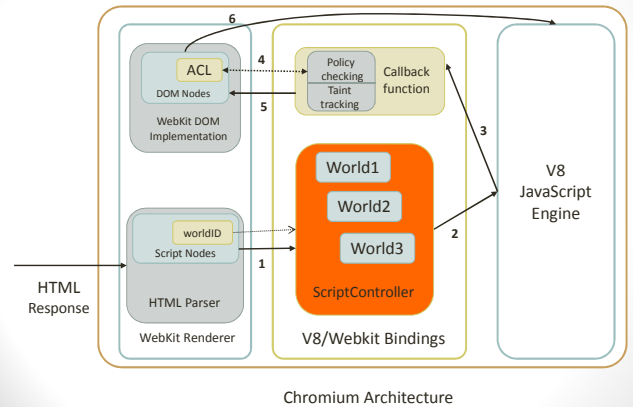 6
ACL
DOM Nodes
WebKit DOM
Implementation
4
5
Policy
checking
Taint
tracking
Callback
function
3
V8
JavaScript
Engine
World1
World2
World3
ScriptController
2
worldID
Script Nodes
HTML Parser
1
HTML
Response
WebKit Renderer
V8/Webkit Bindings
Chromium Architecture